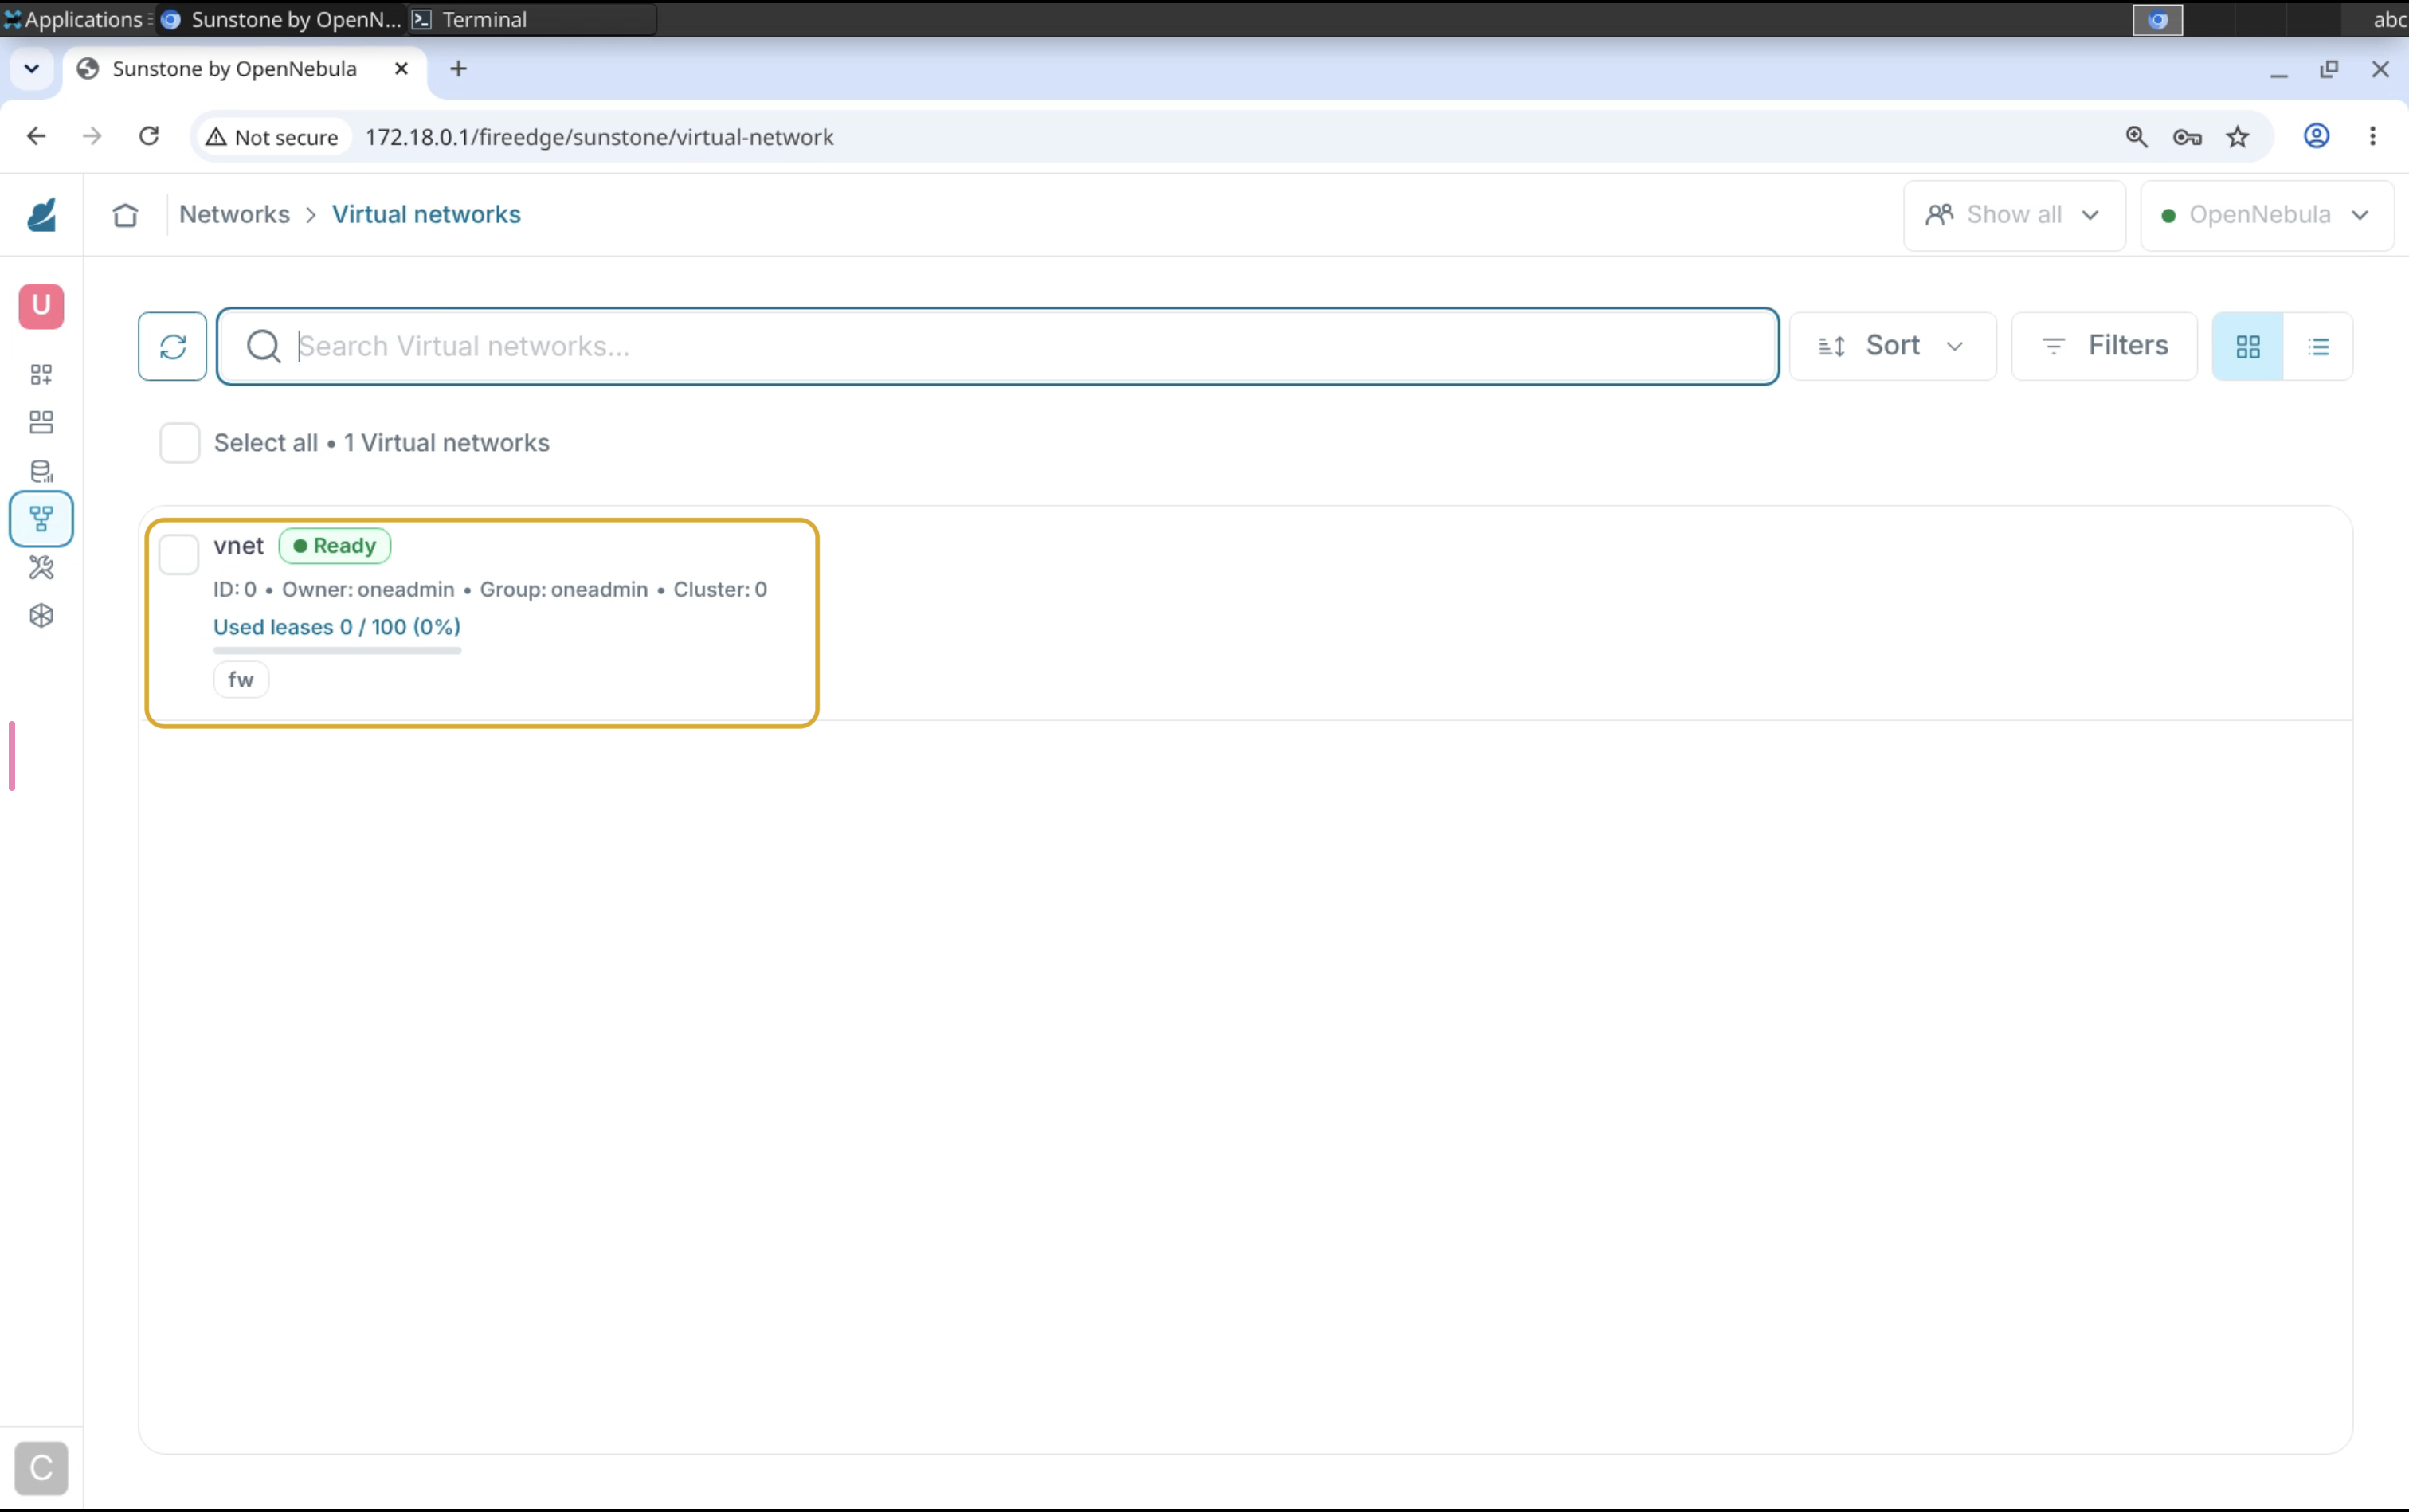 Applications Sunstone by OpenN... Terminal abc
Sunstone by OpenNebula
Not secure 172.18.0.1/fireedge/sunstone/virtual-network
Networks > Virtual networks Show all OpenNebula
U
Search Virtual networks... Sort Filters
Select all • 1 Virtual networks
vnet Ready
ID: 0 • Owner: oneadmin • Group: oneadmin • Cluster: 0
Used leases 0 / 100 (0%)
fw
C